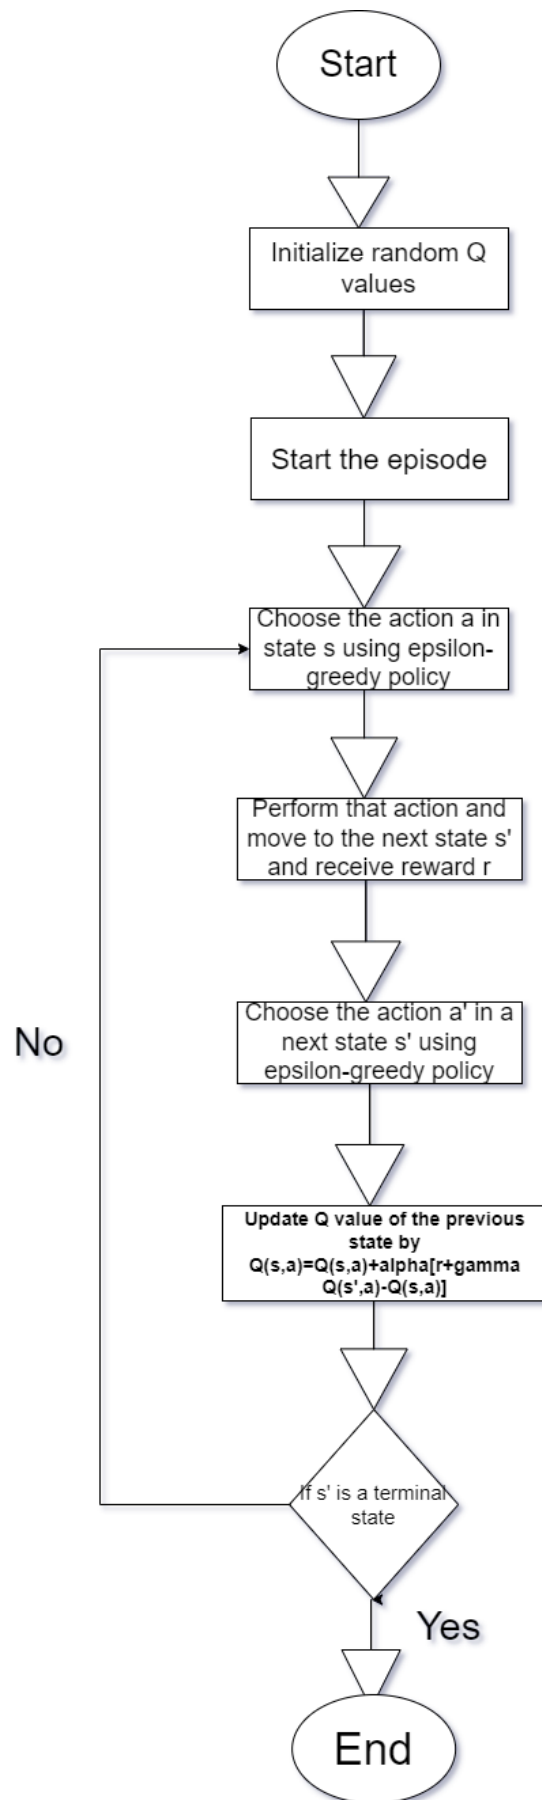 Start
Initialize random Q
values
Start the episode
Choose the action a in
state s using epsilon-
greedy policy
Perform that action and
move to the next state s'
and receive reward r
Choose the action a' in a
next state s' using
epsilon-greedy policy
No
Update Q value of the previous
state by
Q(s,a)=Q(s,a)+alpha[r+gamma
Q(s',a)-Q(s,a)]
If s' is a terminal
state
Yes
End